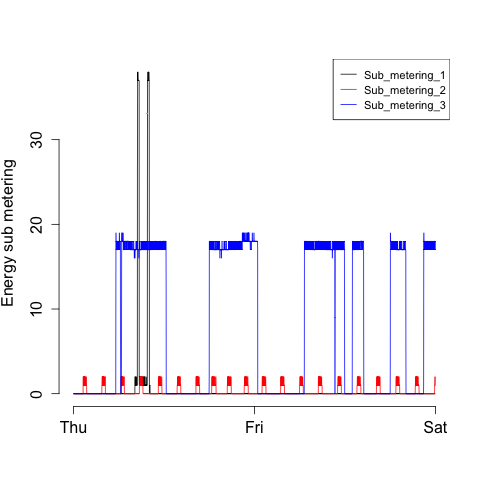 Sub_metering_1
Sub_metering_2
Sub_metering_3
Energy sub metering
30
20
10
0
Thu
Fri
Sat